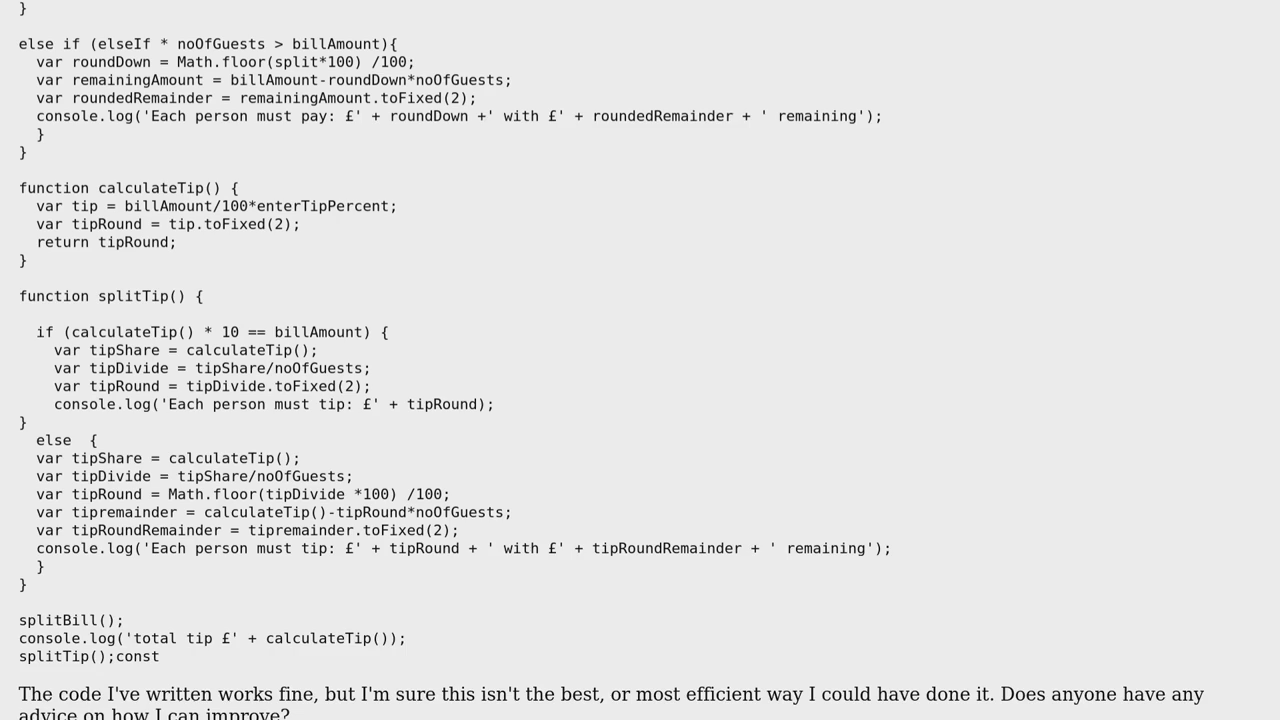 }
else if (elseIf * noOfGuests > billAmount){
var roundDown = Math.floor(split*100) /100;
var remainingAmount = billAmount-roundDown*noOfGuests;
var roundedRemainder = remainingAmount.toFixed(2);
console.log('Each person must pay: £' + roundDown +' with £' + roundedRemainder + ' remaining');
}
}
function calculateTip() {
var tip = billAmount/100*enterTipPercent;
var tipRound = tip.toFixed(2);
return tipRound;
}
function splitTip() {
if (calculateTip() * 10 == billAmount) {
var tipShare = calculateTip();
var tipDivide = tipShare/noOfGuests;
var tipRound = tipDivide.toFixed(2);
console.log('Each person must tip: £' + tipRound);
}
else  {
var tipShare = calculateTip();
var tipDivide = tipShare/noOfGuests;
var tipRound = Math.floor(tipDivide *100) /100;
var tipremainder = calculateTip()-tipRound*noOfGuests;
var tipRoundRemainder = tipremainder.toFixed(2);
console.log('Each person must tip: £' + tipRound + ' with £' + tipRoundRemainder + ' remaining');
}
}
splitBill();
console.log('total tip £' + calculateTip());
splitTip();const
The code I've written works fine, but I'm sure this isn't the best, or most efficient way I could have done it. Does anyone have any
advice on how I can improve?